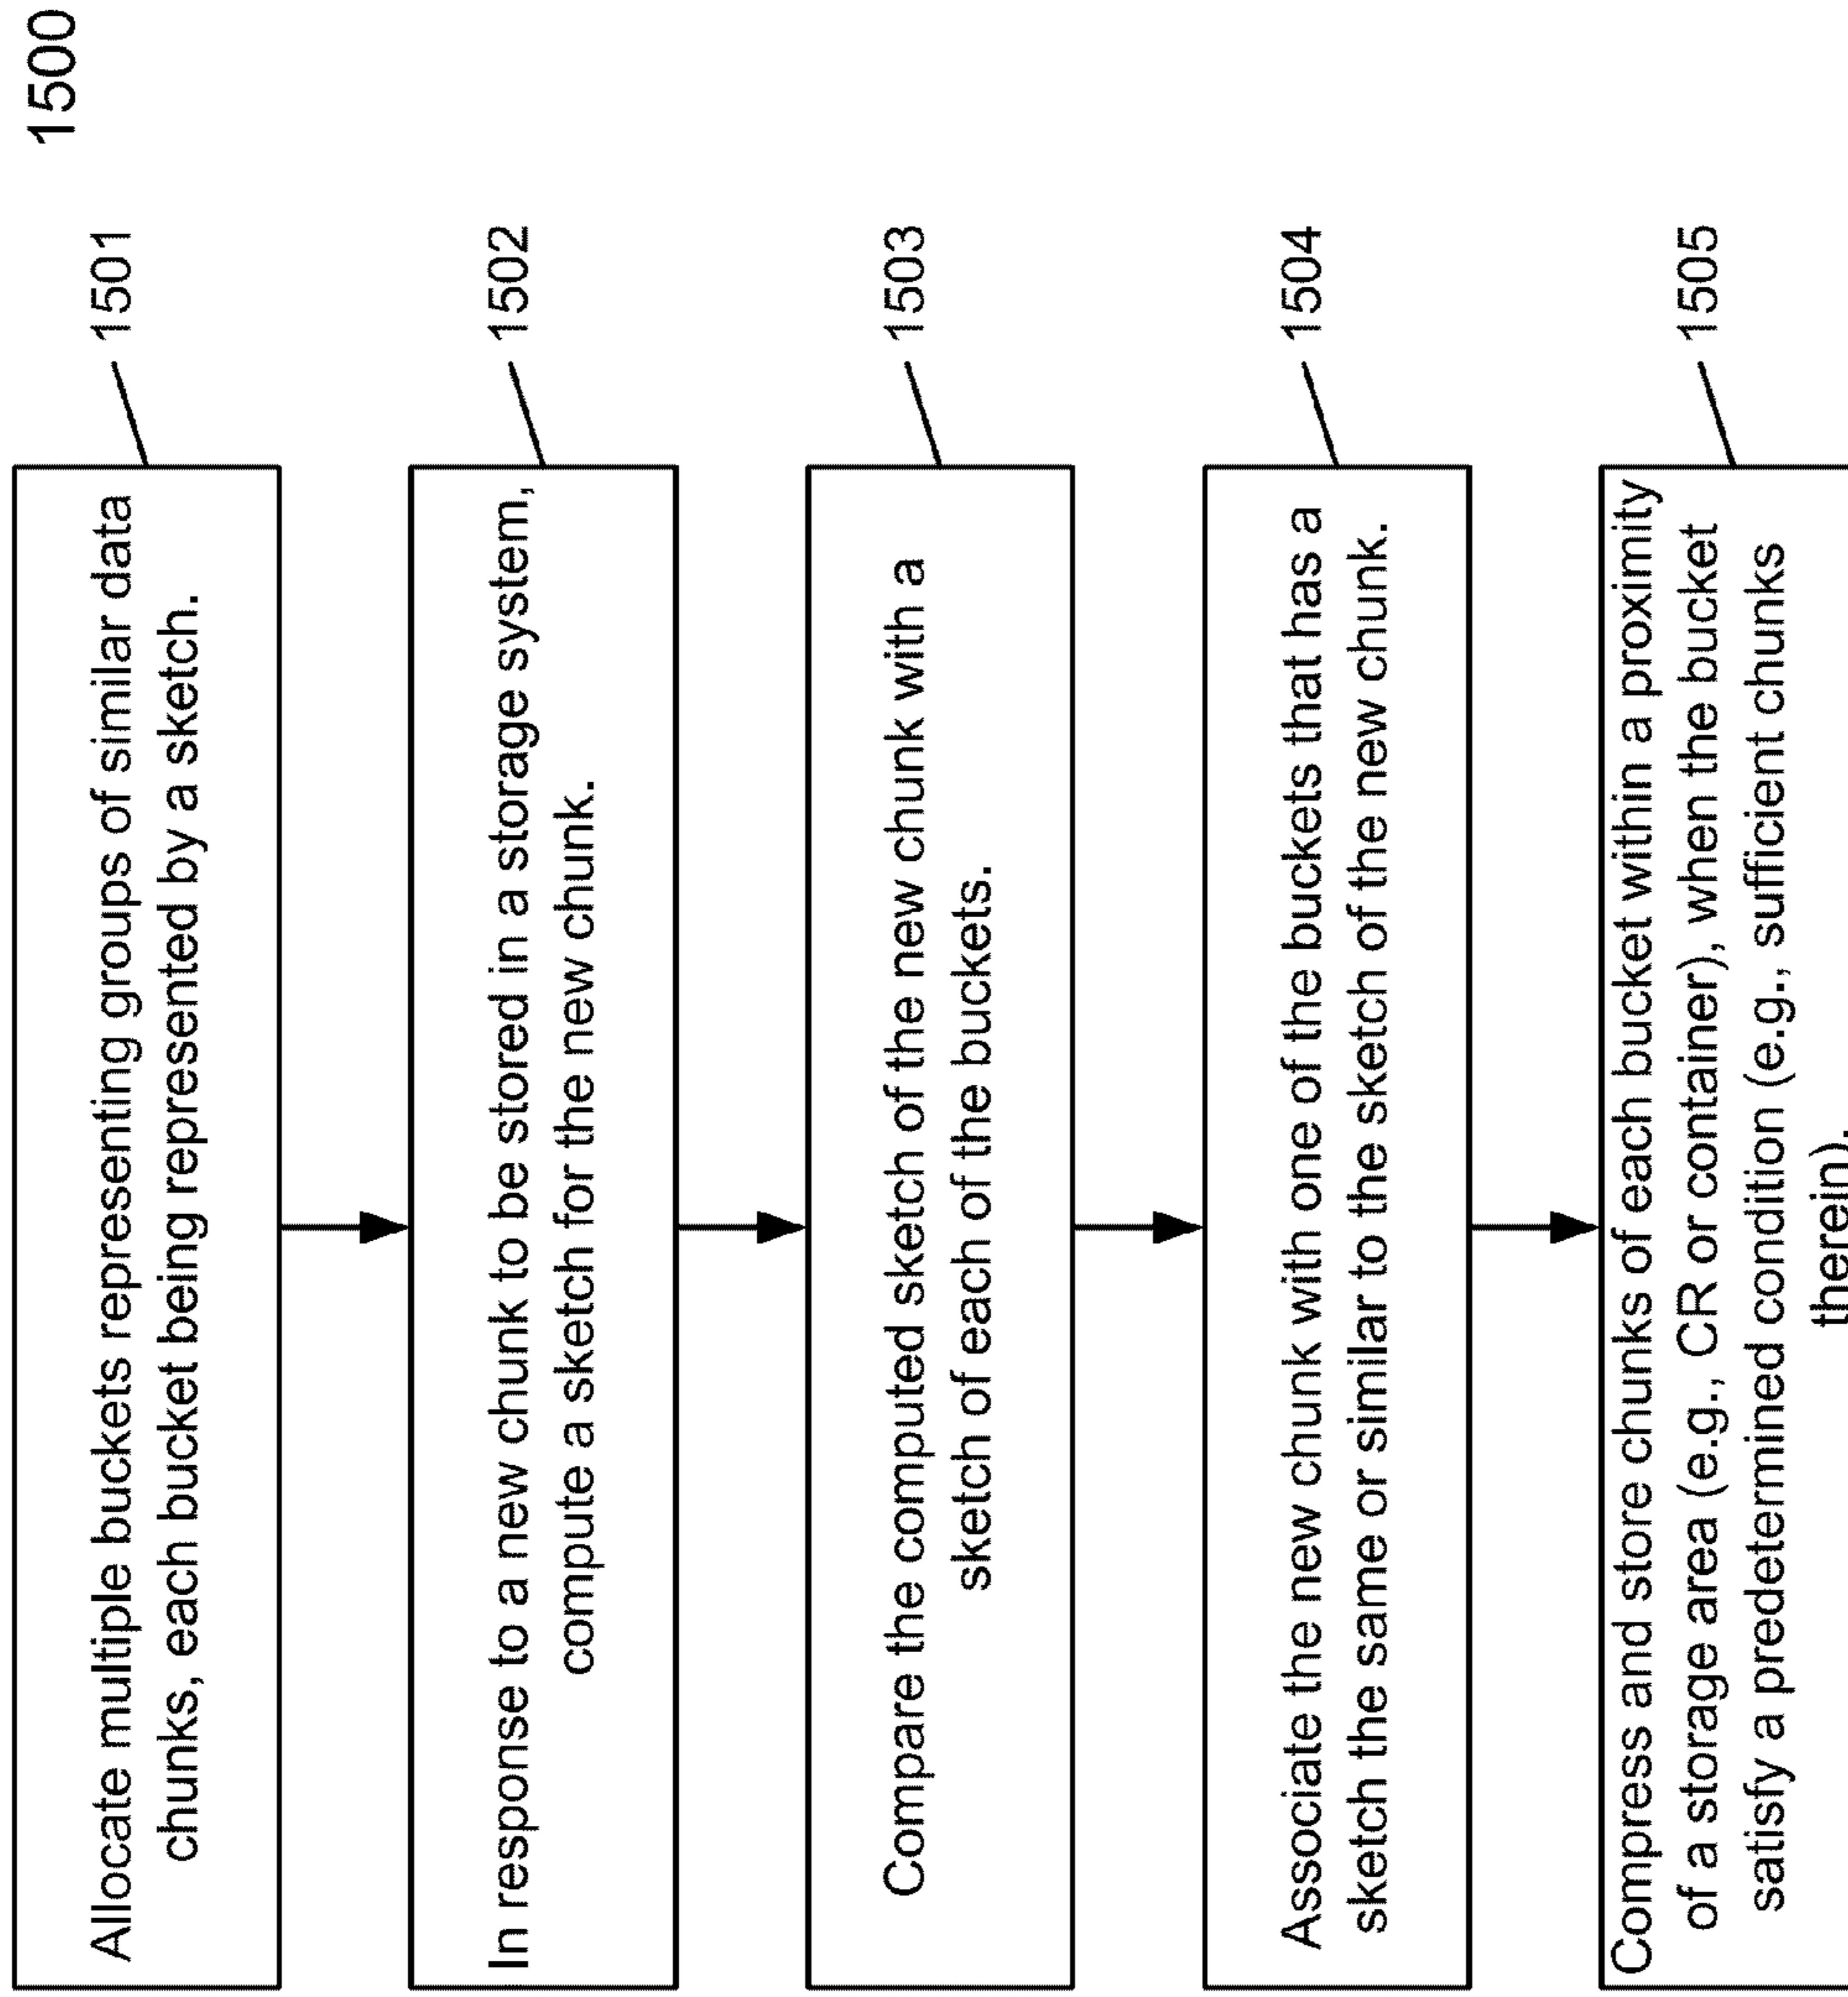 1500
Allocate multiple buckets representing groups of similar data
chunks, each bucket being represented by a sketch.
1501
In response to a new chunk to be stored in a storage system,
compute a sketch for the new chunk.
1502
Compare the computed sketch of the new chunk with a
sketch of each of the buckets.
1503
Associate the new chunk with one of the buckets that has a
sketch the same or similar to the sketch of the new chunk.
1504
Compress and store chunks of each bucket within a proximity
of a storage area (e.g., CR or container), when the bucket
satisfy a predetermined condition (e.g., sufficient chunks
therein).
1505